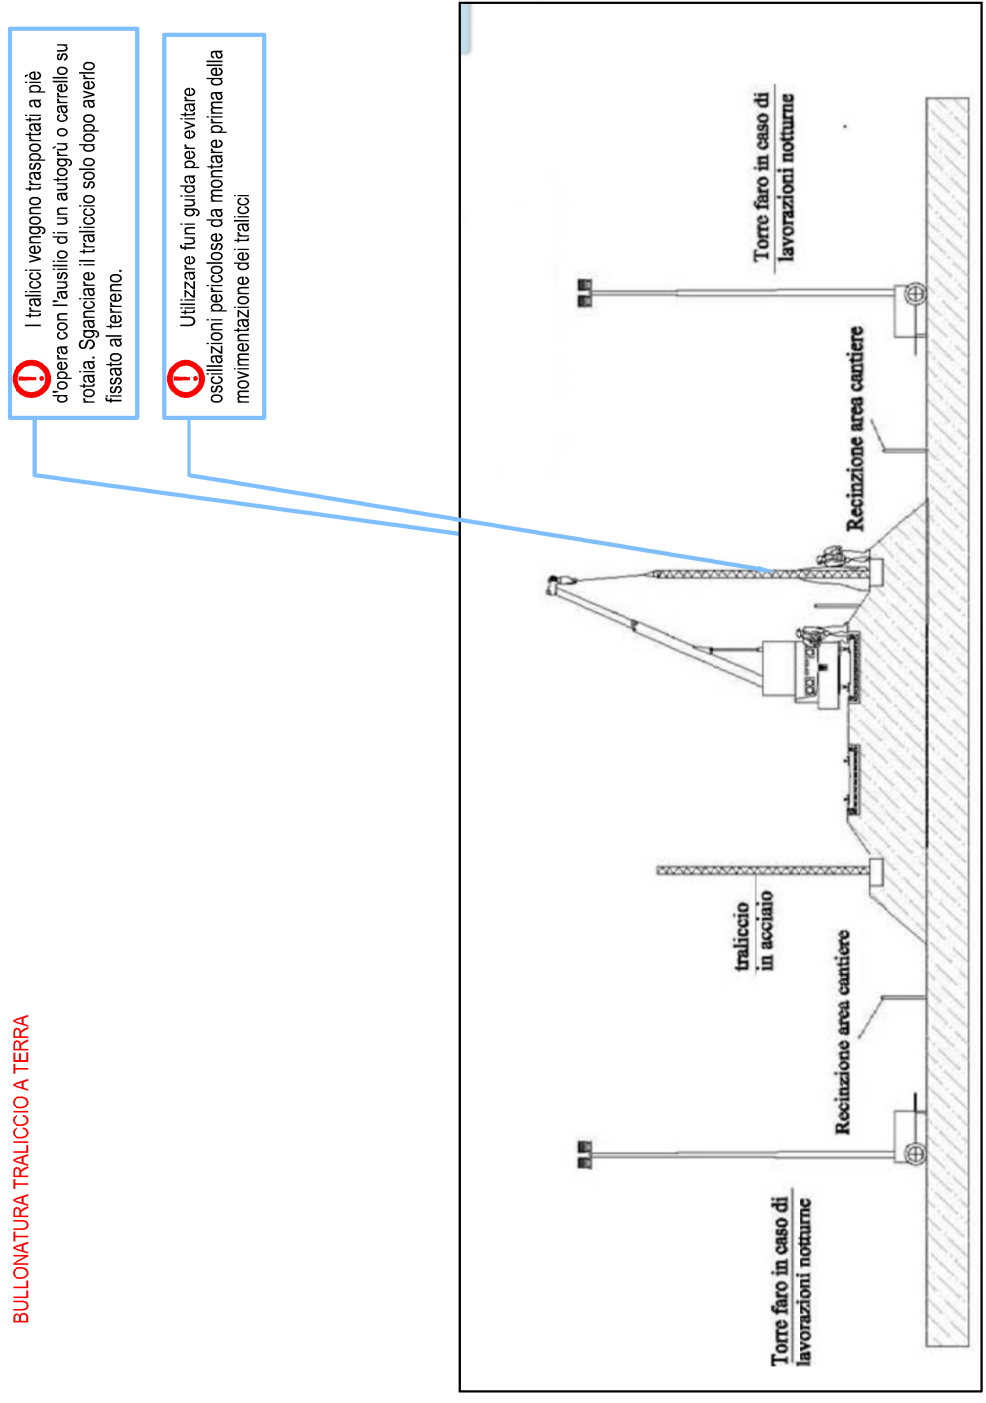 BULLONATURA TRALICCIO A TERRA
I tralicci vengono trasportati a piè
d'opera con l'ausilio di un autogrù o carrello su
rotaia. Sganciare il traliccio solo dopo averlo
fissato al terreno.
Utilizzare funi guida per evitare
oscillazioni pericolose da montare prima della
movimentazione dei tralicci
Torre faro in caso di
lavorazioni notturne
Recinzione area cantiere
traliccio
in acciaio
Recinzione area cantiere
Torre faro in caso di
lavorazioni notturne